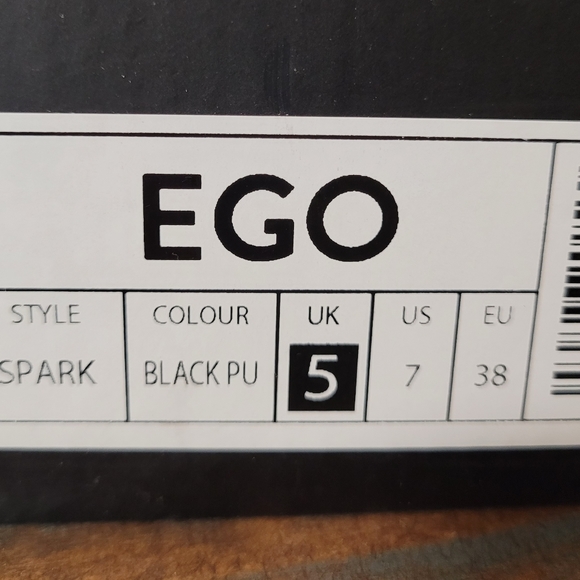 EGO
STYLE COLOUR UK US EU
SPARK BLACK PU 5 7 38